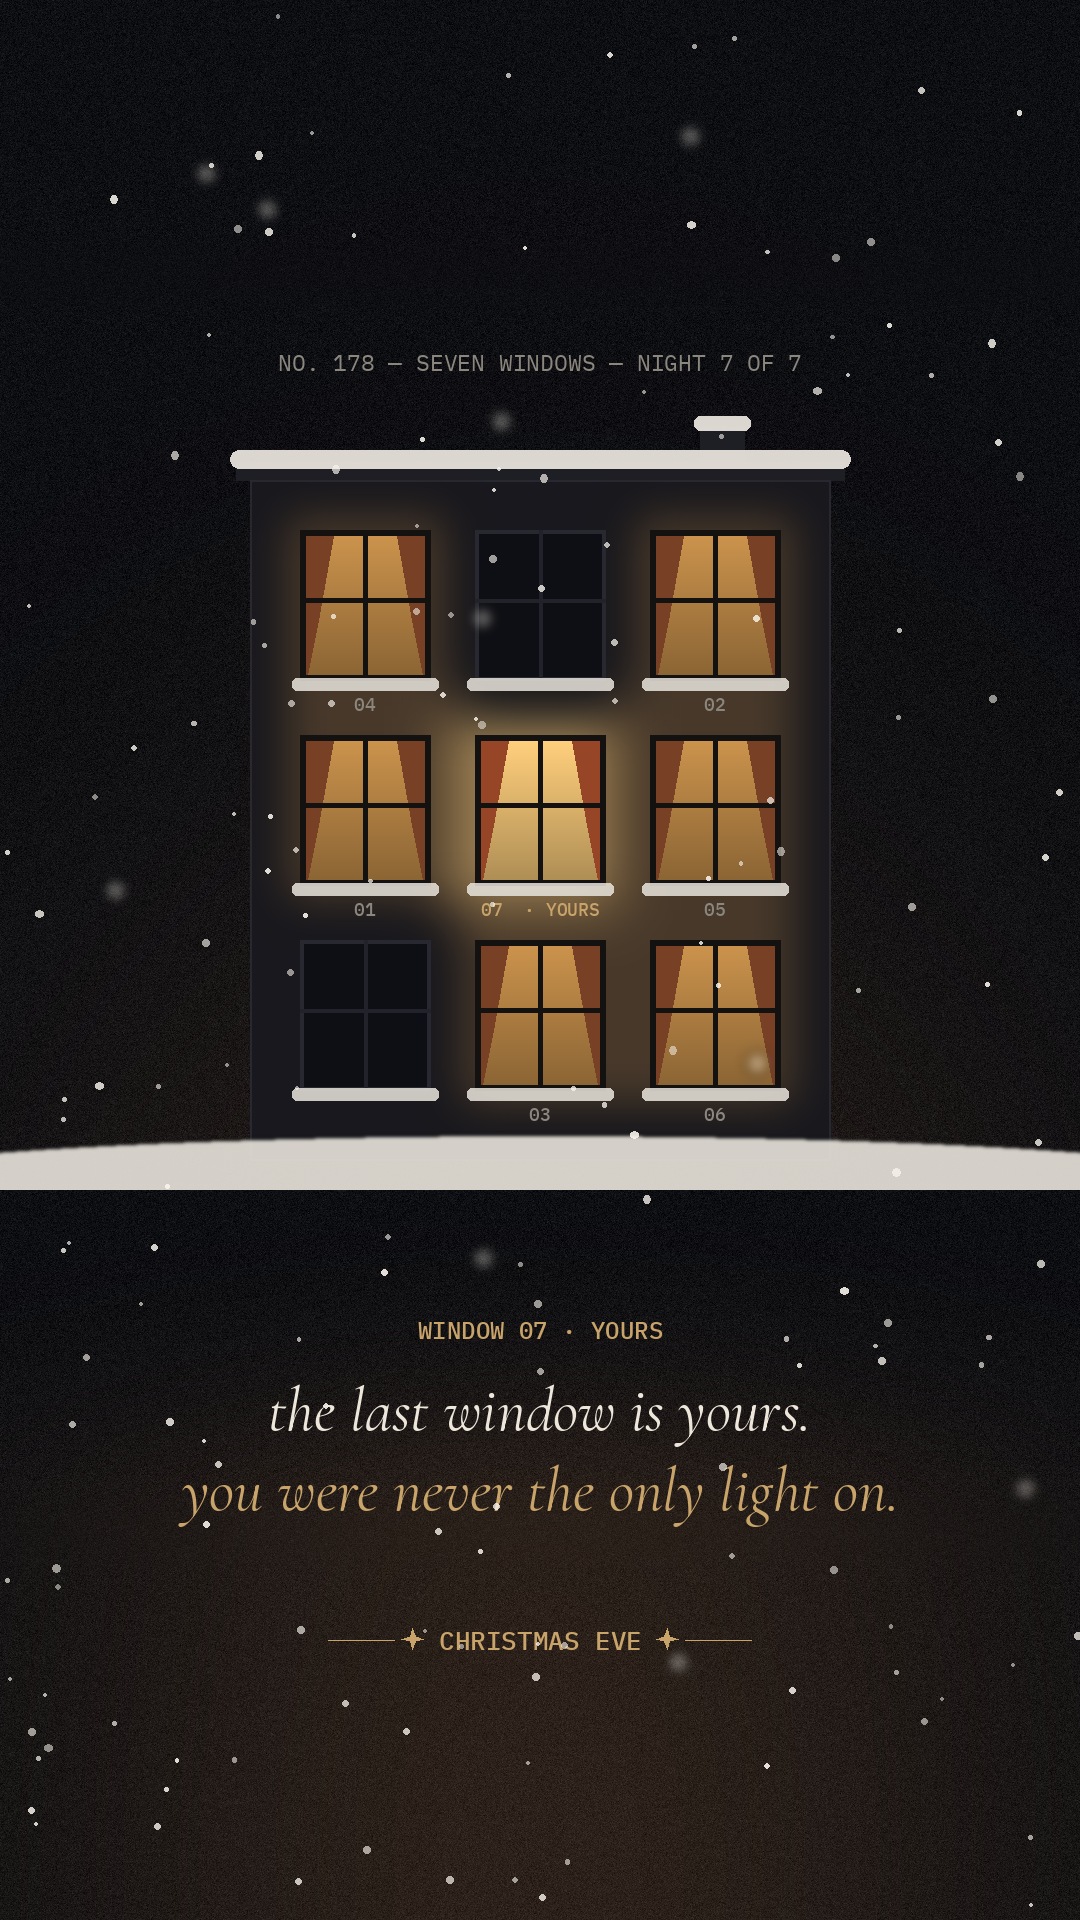 NO. 178 — SEVEN WINDOWS — NIGHT 7 OF 7
04
02
01
07 · YOURS
05
03
06
WINDOW 07 · YOURS
the last window is yours.
you were never the only light on.
CHRISTMAS EVE